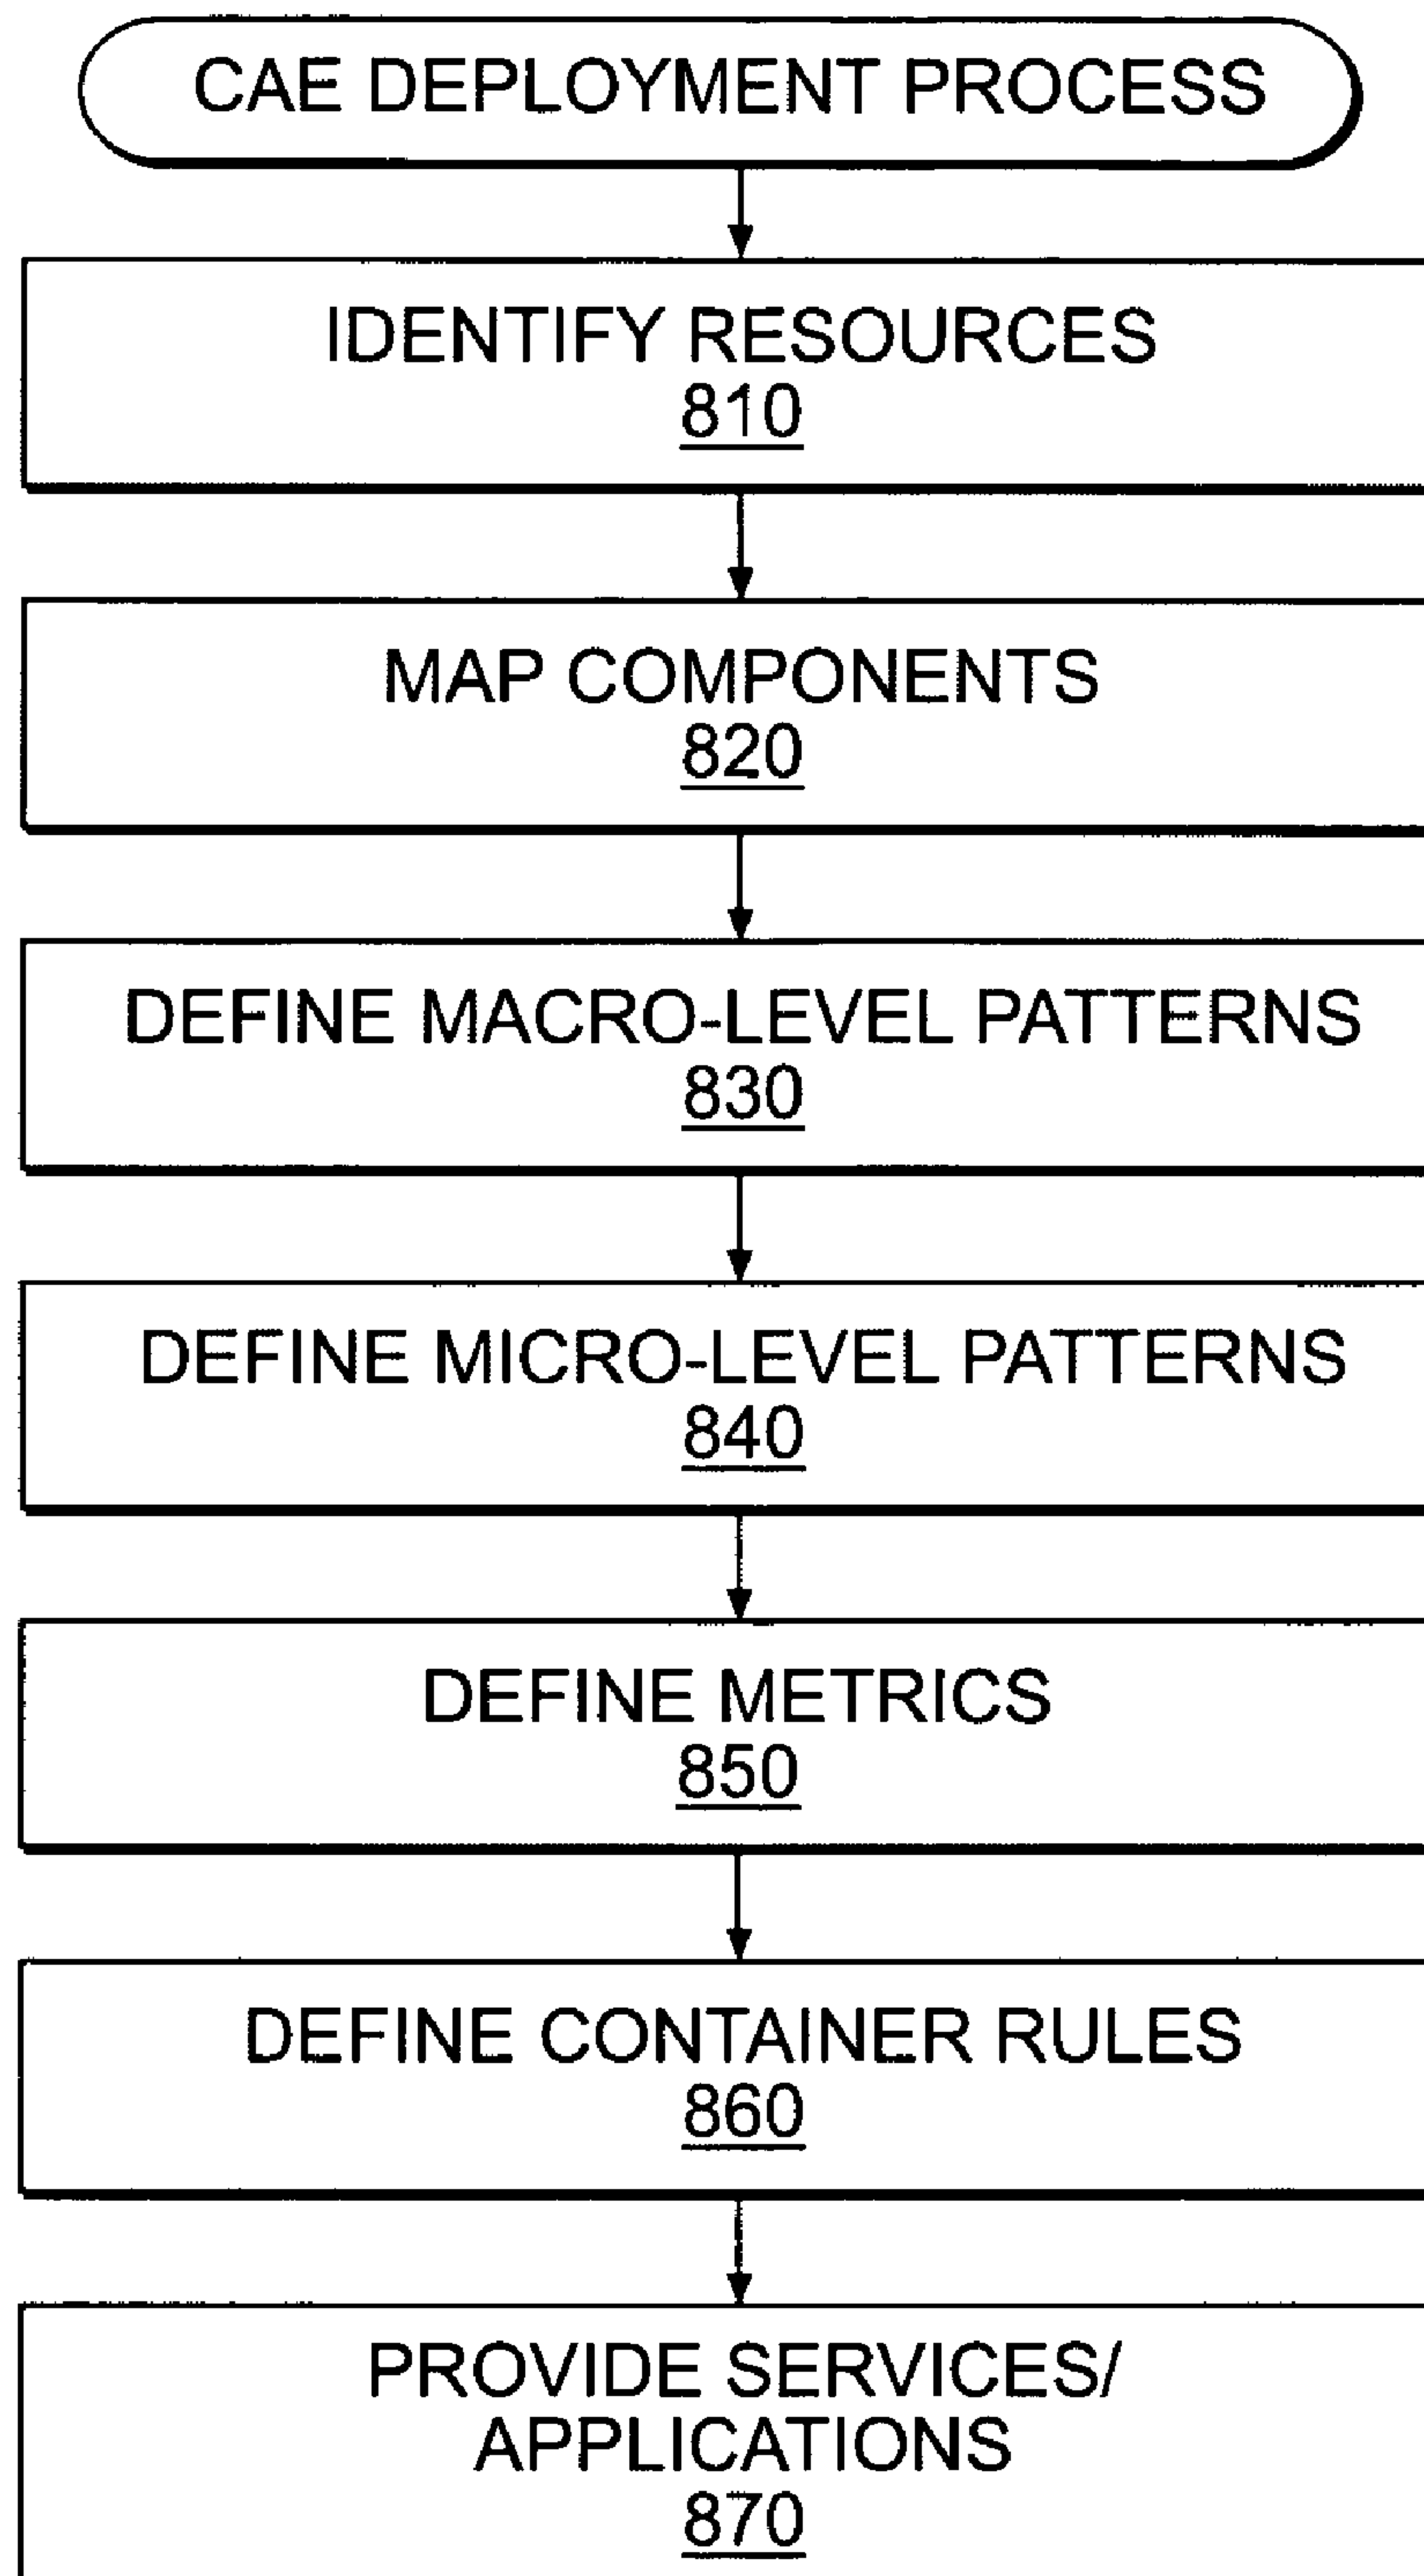 CAE DEPLOYMENT PROCESS
IDENTIFY RESOURCES
810
MAP COMPONENTS
820
DEFINE MACRO-LEVEL PATTERNS
830
DEFINE MICRO-LEVEL PATTERNS
840
DEFINE METRICS
850
DEFINE CONTAINER RULES
860
PROVIDE SERVICES/
APPLICATIONS
870